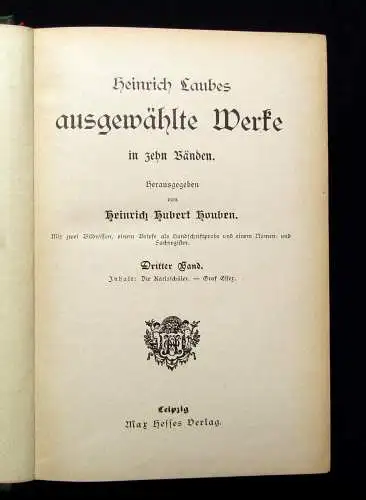 Heinrich Laubes
ausgewählte Werke
in zehn Bänden.
Herausgegeben
von
Heinrich Hubert Houben.
Mit zwei Bildnissen, einem Briefe als Handschriftprobe und einem Namen- und
Sachregister.
Dritter Band.
Inhalt: Die Karlsschüler. — Graf Essex.
Leipzig
Max Hesses Verlag.